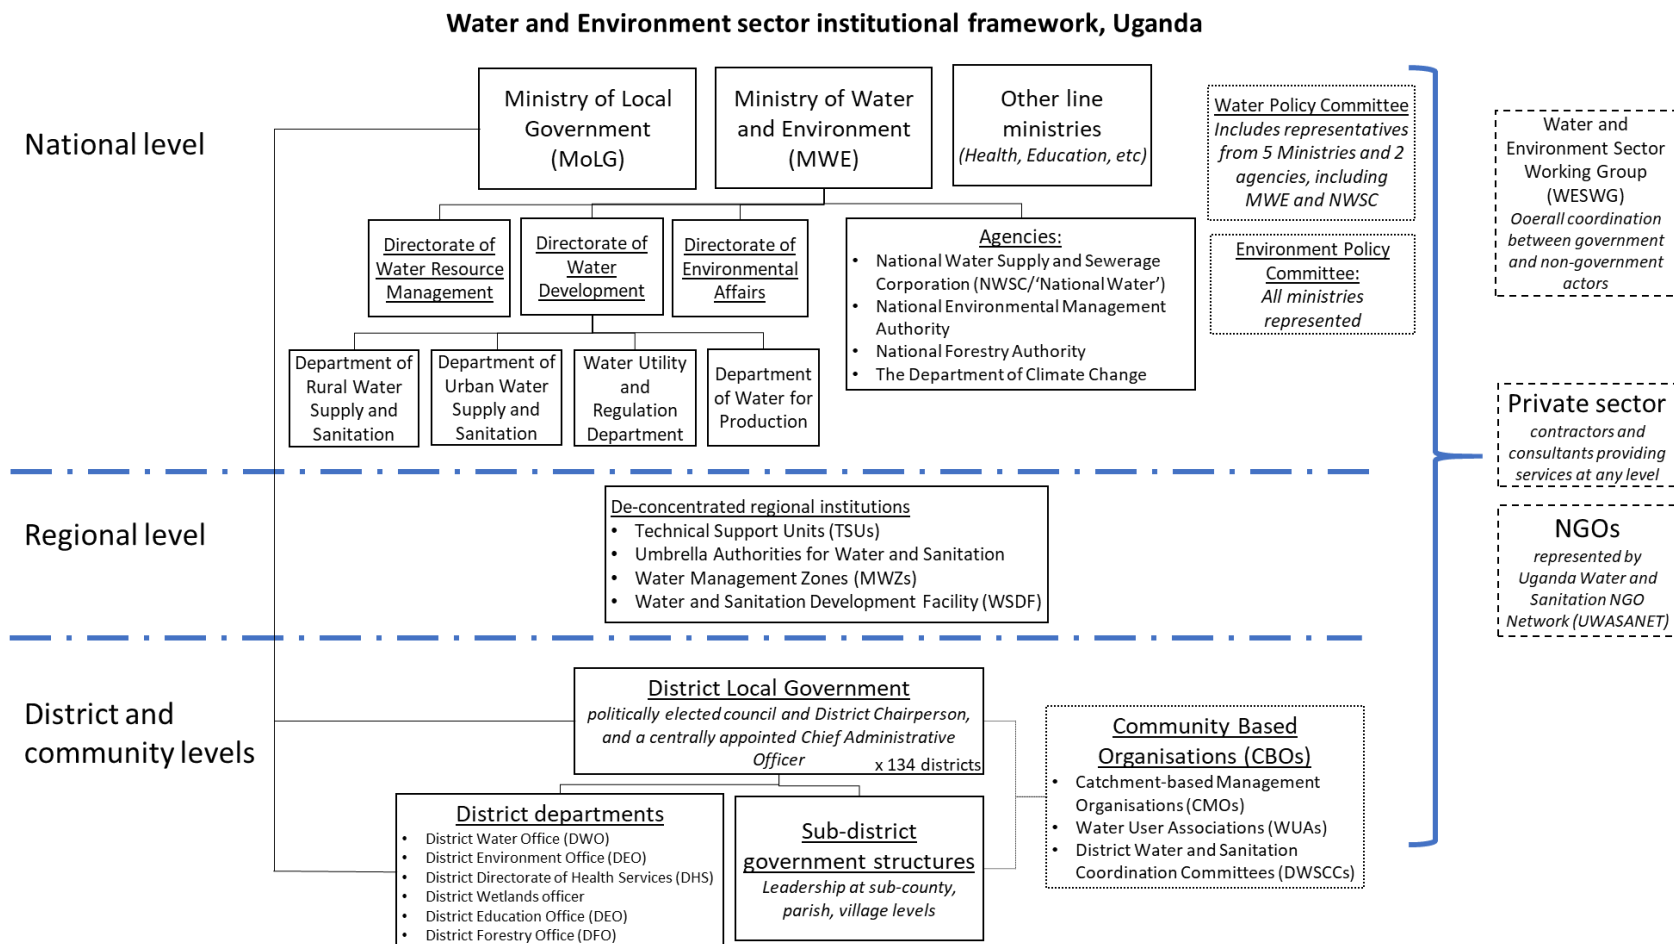 Water and Environment sector institutional framework, Uganda
National level
Ministry of Local
Government
(MoLG)
Ministry of Water
and Environment
(MWE)
Other line
ministries
(Health, Education, etc)
Water Policy Committee
Includes representatives
from 5 Ministries and 2
agencies, including
MWE and NWSC
Environment Policy
Committee:
All ministries
represented
Water and
Environment Sector
Working Group
(WESWG)
Ooerall coordination
between government
and non-government
actors
Directorate of
Water Resource
Management
Directorate of
Water
Development
Directorate of
Environmental
Affairs
Agencies:
• National Water Supply and Sewerage
Corporation (NWSC/‘National Water’)
• National Environmental Management
Authority
• National Forestry Authority
• The Department of Climate Change
Department of
Rural Water
Supply and
Sanitation
Department of
Urban Water
Supply and
Sanitation
Water Utility
and
Regulation
Department
Department
of Water for
Production
Private sector
contractors and
consultants providing
services at any level
NGOs
represented by
Uganda Water and
Sanitation NGO
Network (UWASANET)
Regional level
De-concentrated regional institutions
• Technical Support Units (TSUs)
• Umbrella Authorities for Water and Sanitation
• Water Management Zones (MWZs)
• Water and Sanitation Development Facility (WSDF)
District and
community levels
District Local Government
politically elected council and District Chairperson,
and a centrally appointed Chief Administrative
Officer
x 134 districts
District departments
• District Water Office (DWO)
• District Environment Office (DEO)
• District Directorate of Health Services (DHS)
• District Wetlands officer
• District Education Office (DEO)
• District Forestry Office (DFO)
Sub-district
government structures
Leadership at sub-county,
parish, village levels
Community Based
Organisations (CBOs)
• Catchment-based Management
Organisations (CMOs)
• Water User Associations (WUAs)
• District Water and Sanitation
Coordination Committees (DWSCCs)